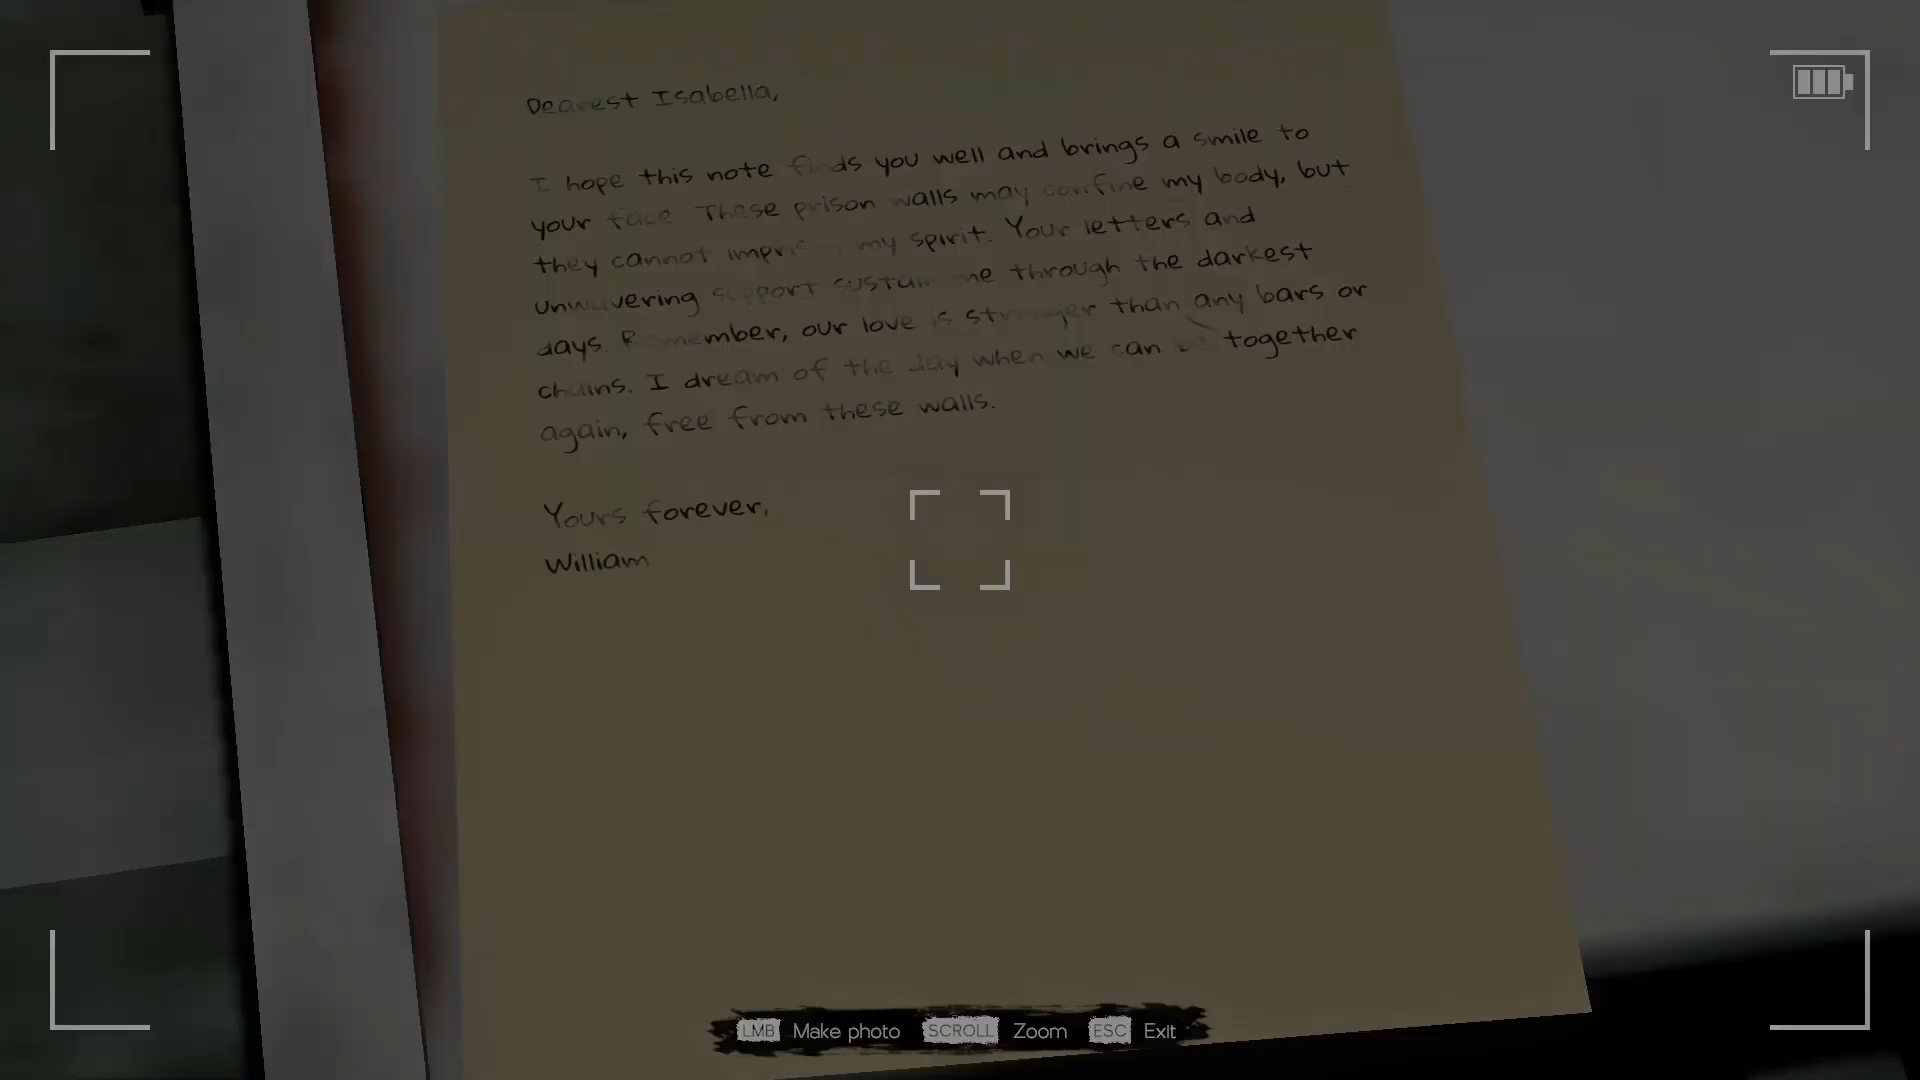 Dearest Isabella,
I hope this note finds you well and brings a smile to
your face These prison walls may confine my body, but
they cannot imprison my spirit. Your letters and
unwavering support sustain me through the darkest
days. Remember, our love is stronger than any bars or
chains. I dream of the day when we can be together
again, free from these walls.
Yours forever,
William
LMB Make photo SCROLL Zoom ESC Exit